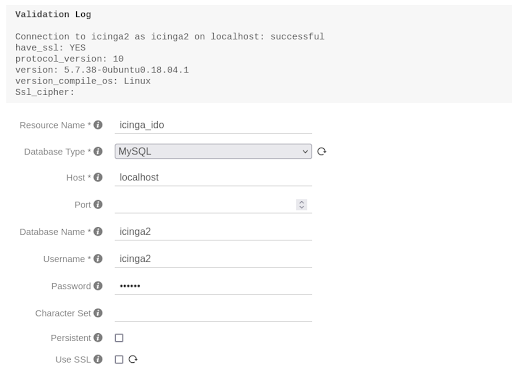 Validation Log
Connection to icinga2 as icinga2 on localhost: successful
have_ssl: YES
protocol_version: 10
version: 5.7.38-0ubuntu0.18.04.1
version_compile_os: Linux
Ssl_cipher:
Resource Name * icinga_ido
Database Type * MySQL
Host * localhost
Port
Database Name * icinga2
Username * icinga2
Password ••••••
Character Set
Persistent
Use SSL